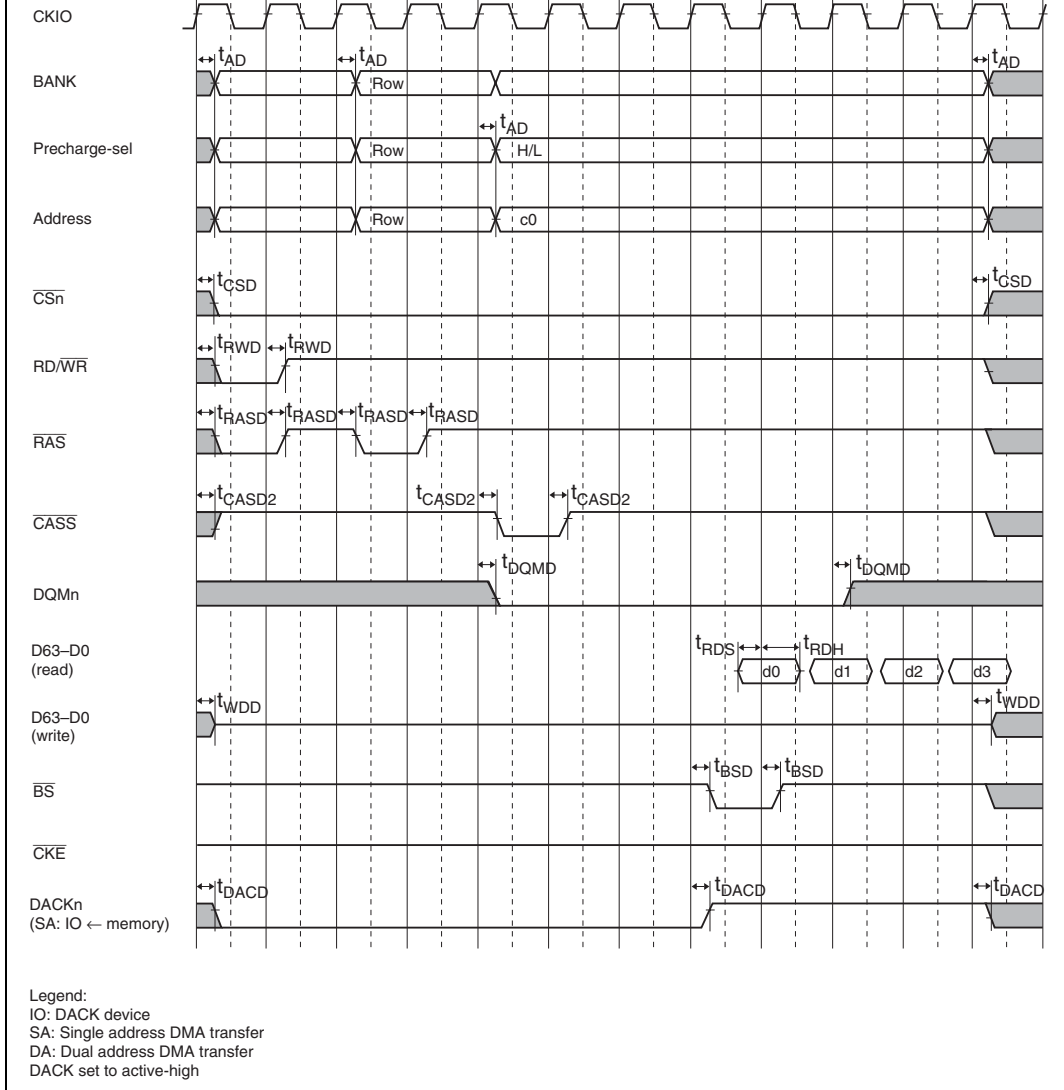 CKIO
tAD tAD tAD
BANK Row
tAD
Precharge-sel Row H/L
Address Row c0
tCSD tCSD
CSn
tRWD tRWD
RD/WR
tRASD tRASD tRASD tRASD
RAS
tCASD2 tCASD2 tCASD2
CASS
tDQMD tDQMD
DQMn
D63–D0
(read)
tRDS tRDH
d0 d1 d2 d3
tWDD tWDD
D63–D0
(write)
tBSD tBSD
BS
CKE
tDACD tDACD tDACD
DACKn
(SA: IO ← memory)
Legend:
IO: DACK device
SA: Single address DMA transfer
DA: Dual address DMA transfer
DACK set to active-high